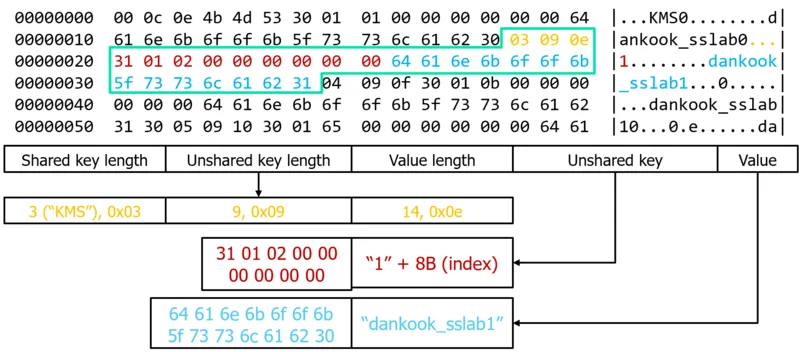 00000000 00 0c 0e 4b 4d 53 30 01 01 00 00 00 00 00 00 64 |...KMS0........d
00000010 61 6e 6b 6f 6f 6b 5f 73 73 6c 61 62 30 03 09 0e ankook_sslab0...
00000020 31 01 02 00 00 00 00 00 00 64 61 6e 6b 6f 6f 6b 1........dankook
00000030 5f 73 73 6c 61 62 31 04 09 0f 30 01 0b 00 00 00 _sslab1...0.....
00000040 00 00 00 64 61 6e 6b 6f 6f 6b 5f 73 73 6c 61 62 |...dankook_sslab
00000050 31 30 05 09 10 30 01 65 00 00 00 00 00 00 64 61 |10...0.e......da|
Shared key length Unshared key length Value length Unshared key Value
3 ("KMS"), 0x03 9, 0x09 14, 0x0e
31 01 02 00 00
00 00 00 00
"1" + 8B (index)
64 61 6e 6b 6f 6f 6b
5f 73 73 6c 61 62 30
"dankook_sslab1"